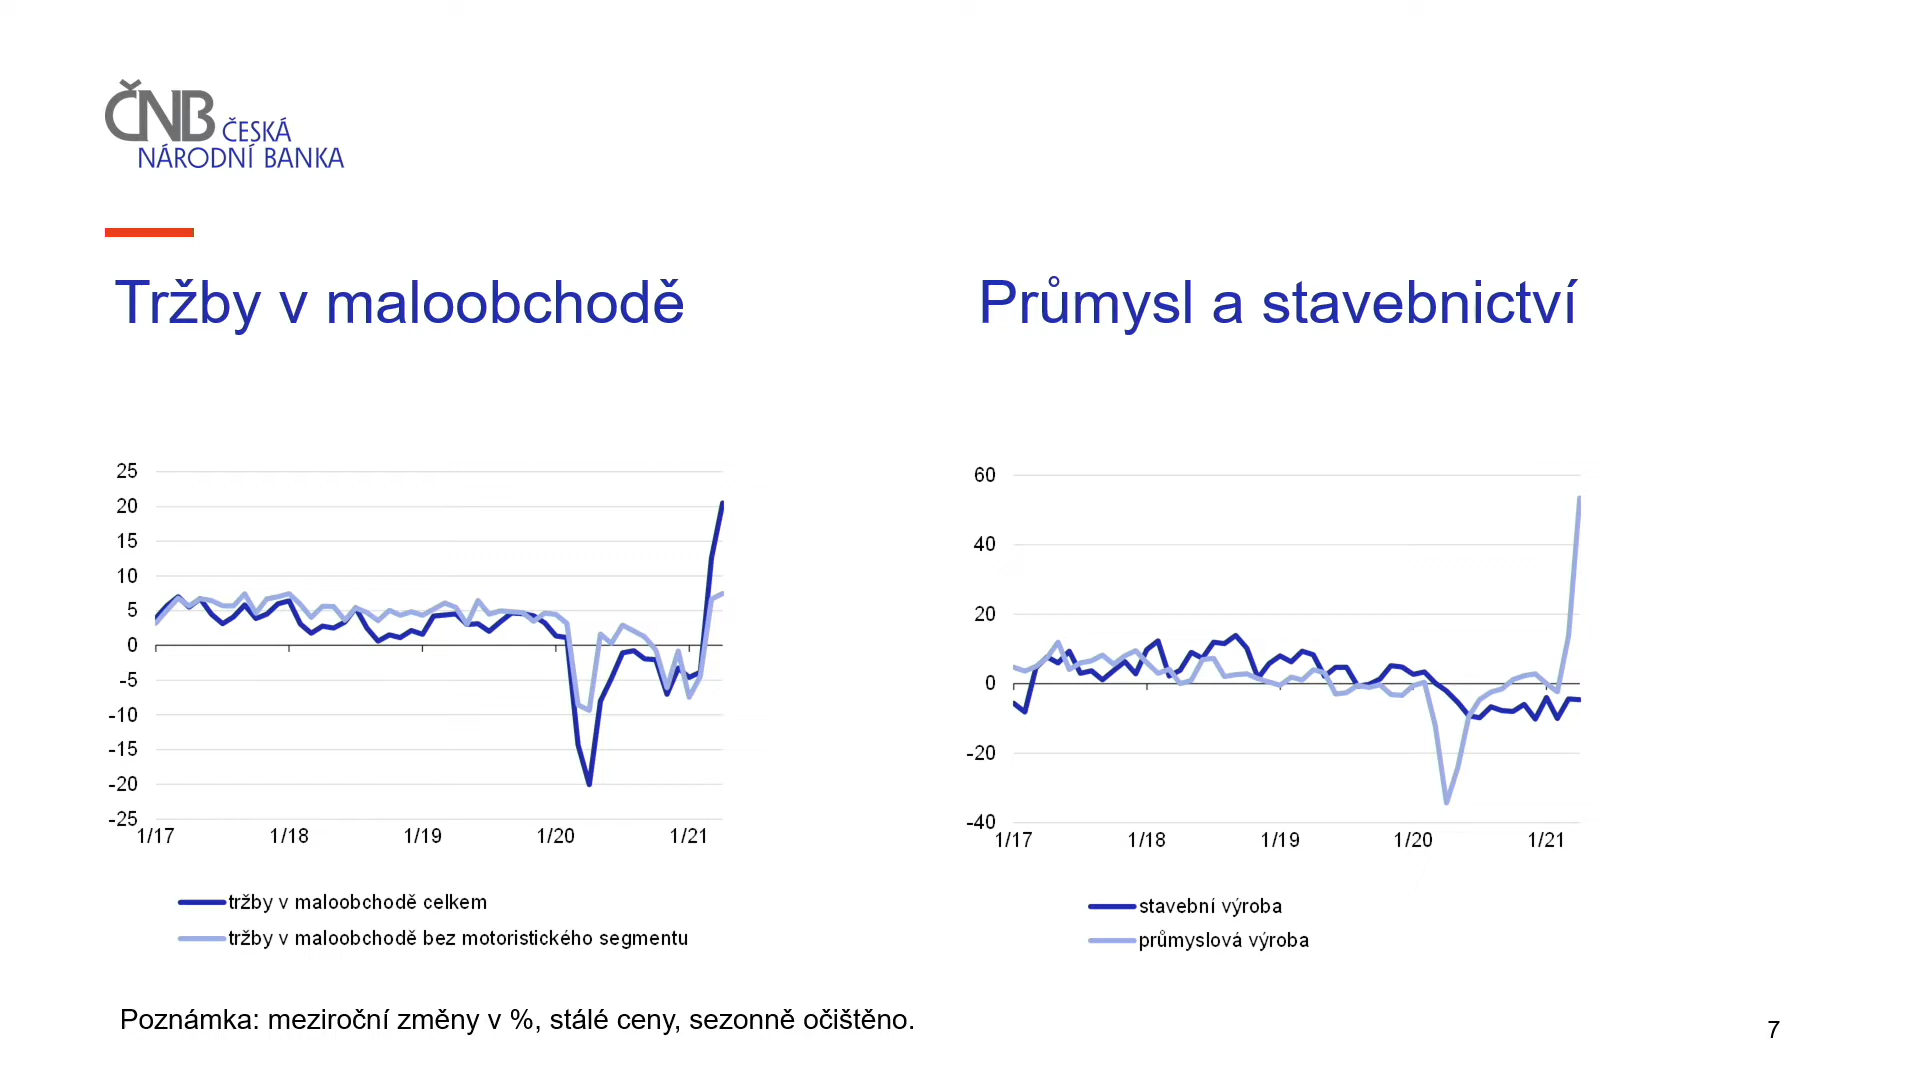 ČNB ČESKÁ
NÁRODNÍ BANKA
Tržby v maloobchodě
25
20
15
10
5
0
-5
-10
-15
-20
-25
1/17 1/18 1/19 1/20 1/21
tržby v maloobchodě celkem
tržby v maloobchodě bez motoristického segmentu
Průmysl a stavebnictví
60
40
20
0
-20
-40
1/17 1/18 1/19 1/20 1/21
stavební výroba
průmyslová výroba
Poznámka: meziroční změny v %, stálé ceny, sezonně očištěno.
7